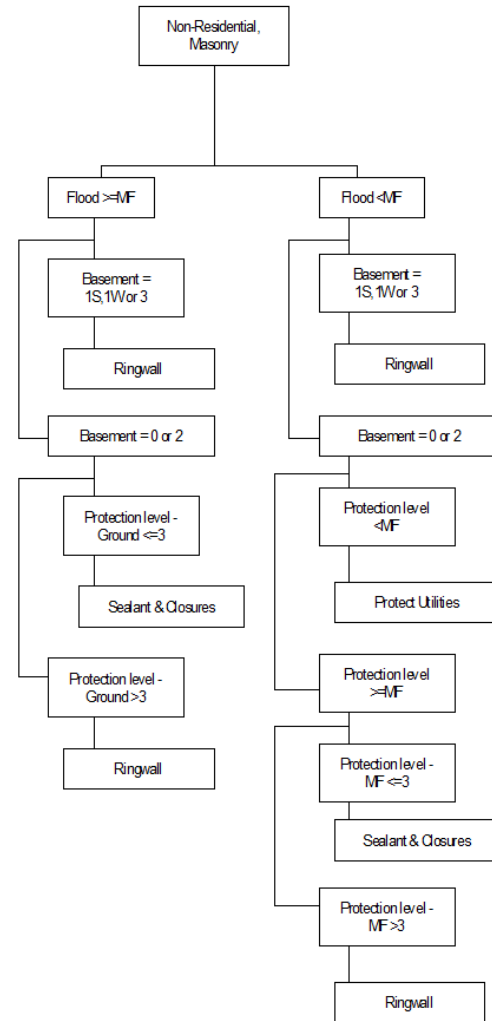 Non-Residential,
Masonry
Flood >=MF
Basement =
1S,1W or 3
Ringwall
Basement = 0 or 2
Protection level -
Ground <=3
Sealant & Closures
Protection level -
Ground >3
Ringwall
Flood <MF
Basement =
1S,1W or 3
Ringwall
Basement = 0 or 2
Protection level
<MF
Protect Utilities
Protection level
>=MF
Protection level -
MF <=3
Sealant & Closures
Protection level -
MF >3
Ringwall